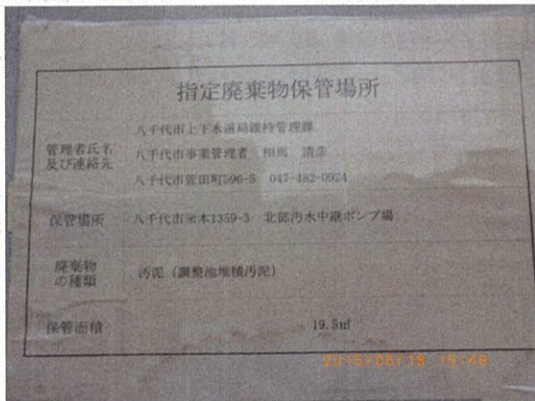 指定廃棄物保管場所
管理者氏名
及び連絡先
八千代市上下水道局維持管理課
八千代市事業管理者 相馬 清彦
八千代市萱田町596-5 047-482-0924
保管場所
八千代市米本1359-3 北部汚水中継ポンプ場
廃棄物
の種類
汚泥（調整池堆積汚泥）
保管面積
19.5㎡